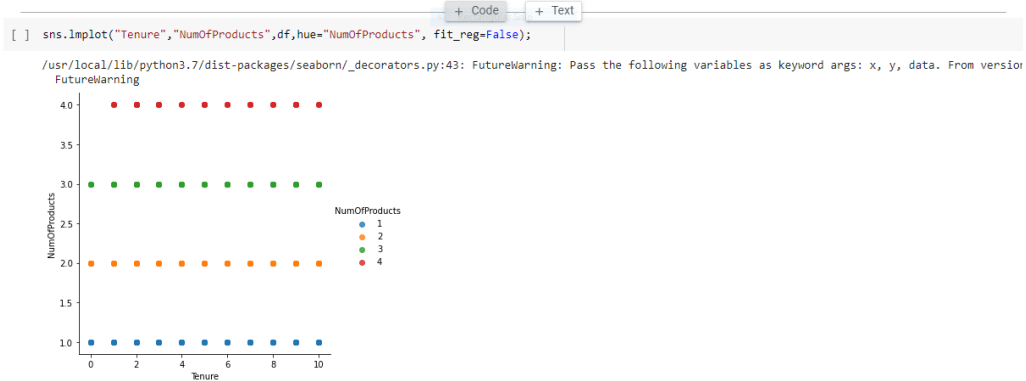 + Code + Text
[ ] sns.lmplot("Tenure","NumOfProducts",df,hue="NumOfProducts", fit_reg=False);
/usr/local/lib/python3.7/dist-packages/seaborn/_decorators.py:43: FutureWarning: Pass the following variables as keyword args: x, y, data. From version
FutureWarning
4.0
3.5
3.0
2.5
2.0
1.5
1.0
NumOfProducts
0 2 4 6 8 10
Tenure
NumOfProducts
1
2
3
4